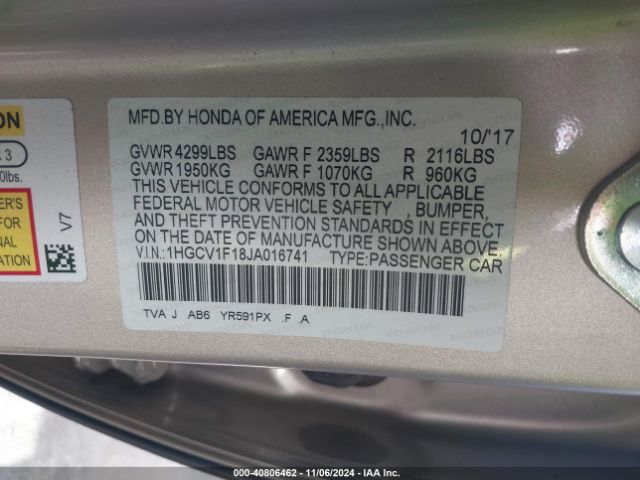 MFD.BY HONDA OF AMERICA MFG.,INC.
10/'17
GVWR 4299LBS GAWR F 2359LBS R 2116LBS
GVWR 1950KG GAWR F 1070KG R 960KG
THIS VEHICLE CONFORMS TO ALL APPLICABLE
FEDERAL MOTOR VEHICLE SAFETY , BUMPER,
AND THEFT PREVENTION STANDARDS IN EFFECT
ON THE DATE OF MANUFACTURE SHOWN ABOVE.
V.I.N.:1HGCV1F18JA016741 TYPE:PASSENGER CAR
TVA J AB6 YR591PX .F .A
ON
3
0lbs.
ER'S
FOR
NAL
ATION
V7
000-40806462 - 11/06/2024 - IAA Inc.